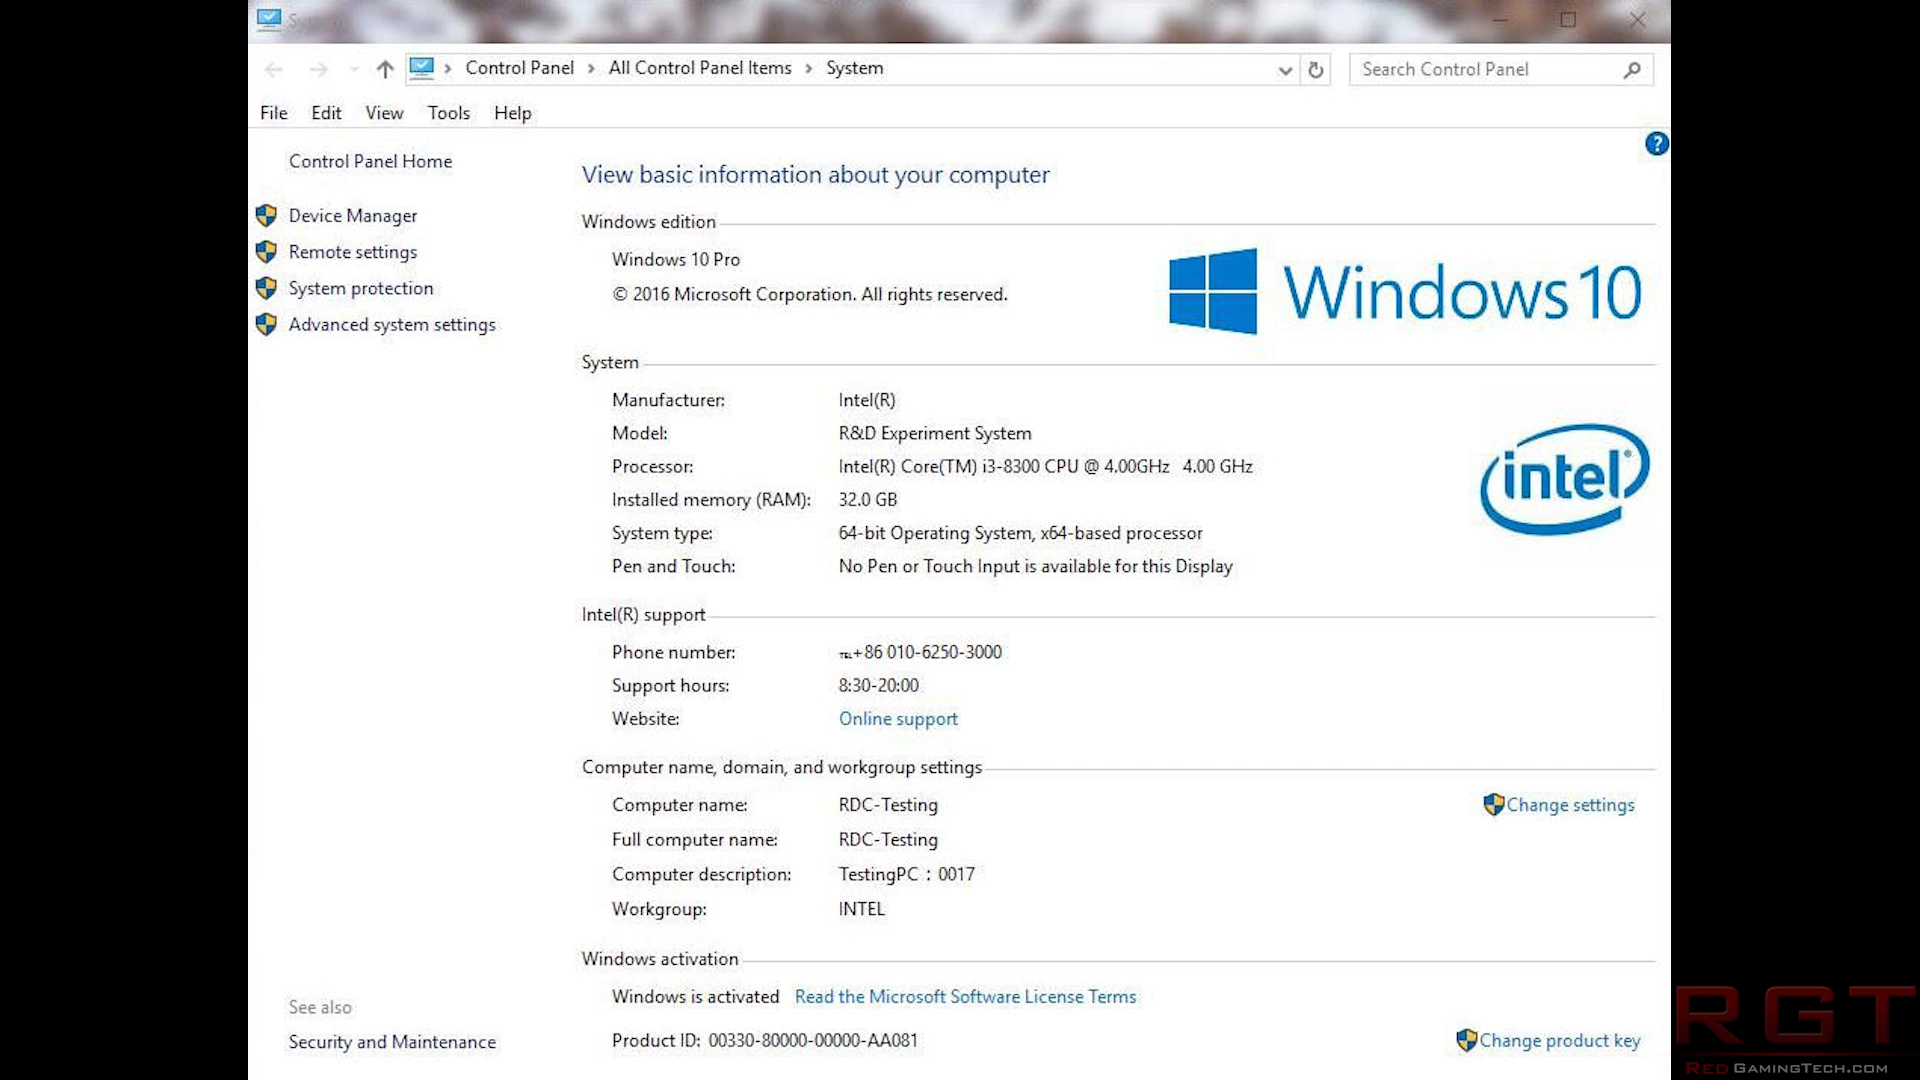 System
Control Panel > All Control Panel Items > System
Search Control Panel
File Edit View Tools Help
Control Panel Home
Device Manager
Remote settings
System protection
Advanced system settings
View basic information about your computer
Windows edition
Windows 10 Pro
© 2016 Microsoft Corporation. All rights reserved.
Windows 10
System
Manufacturer: Intel(R)
Model: R&D Experiment System
Processor: Intel(R) Core(TM) i3-8300 CPU @ 4.00GHz 4.00 GHz
Installed memory (RAM): 32.0 GB
System type: 64-bit Operating System, x64-based processor
Pen and Touch: No Pen or Touch Input is available for this Display
intel®
Intel(R) support
Phone number: ℡+86 010-6250-3000
Support hours: 8:30-20:00
Website: Online support
Computer name, domain, and workgroup settings
Computer name: RDC-Testing
Change settings
Full computer name: RDC-Testing
Computer description: TestingPC：0017
Workgroup: INTEL
Windows activation
Windows is activated Read the Microsoft Software License Terms
Product ID: 00330-80000-00000-AA081
Change product key
See also
Security and Maintenance
RGT
REDGAMINGTECH.COM